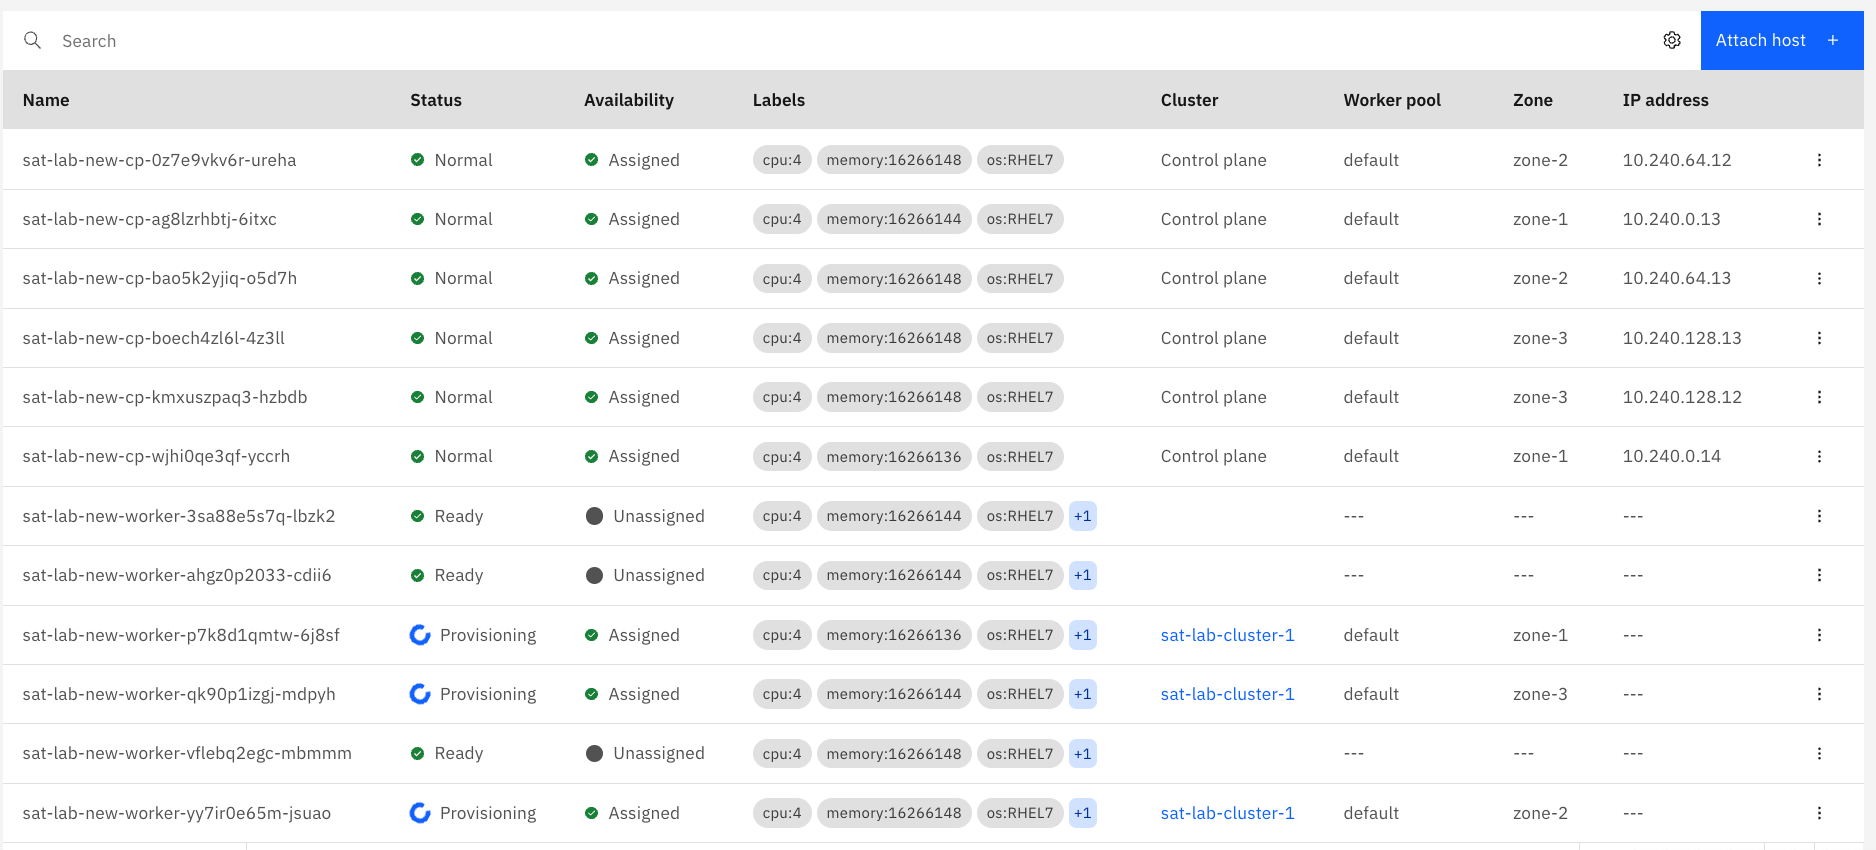 Search Attach host +
Name Status Availability Labels Cluster Worker pool Zone IP address
sat-lab-new-cp-0z7e9vkv6r-ureha Normal Assigned cpu:4 memory:16266148 os:RHEL7 Control plane default zone-2 10.240.64.12
sat-lab-new-cp-ag8lzrhbtj-6itxc Normal Assigned cpu:4 memory:16266144 os:RHEL7 Control plane default zone-1 10.240.0.13
sat-lab-new-cp-bao5k2yjiq-o5d7h Normal Assigned cpu:4 memory:16266148 os:RHEL7 Control plane default zone-2 10.240.64.13
sat-lab-new-cp-boech4zl6l-4z3ll Normal Assigned cpu:4 memory:16266148 os:RHEL7 Control plane default zone-3 10.240.128.13
sat-lab-new-cp-kmxuszpaq3-hzbdb Normal Assigned cpu:4 memory:16266148 os:RHEL7 Control plane default zone-3 10.240.128.12
sat-lab-new-cp-wjhi0qe3qf-yccrh Normal Assigned cpu:4 memory:16266136 os:RHEL7 Control plane default zone-1 10.240.0.14
sat-lab-new-worker-3sa88e5s7q-lbzk2 Ready Unassigned cpu:4 memory:16266144 os:RHEL7 +1 --- --- ---
sat-lab-new-worker-ahgz0p2033-cdii6 Ready Unassigned cpu:4 memory:16266144 os:RHEL7 +1 --- --- ---
sat-lab-new-worker-p7k8d1qmtw-6j8sf Provisioning Assigned cpu:4 memory:16266136 os:RHEL7 +1 sat-lab-cluster-1 default zone-1 ---
sat-lab-new-worker-qk90p1izgj-mdpyh Provisioning Assigned cpu:4 memory:16266144 os:RHEL7 +1 sat-lab-cluster-1 default zone-3 ---
sat-lab-new-worker-vflebq2egc-mbmmm Ready Unassigned cpu:4 memory:16266148 os:RHEL7 +1 --- --- ---
sat-lab-new-worker-yy7ir0e65m-jsuao Provisioning Assigned cpu:4 memory:16266148 os:RHEL7 +1 sat-lab-cluster-1 default zone-2 ---